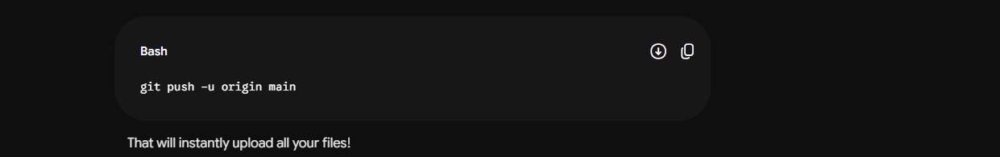 Bash
git push -u origin main
That will instantly upload all your files!